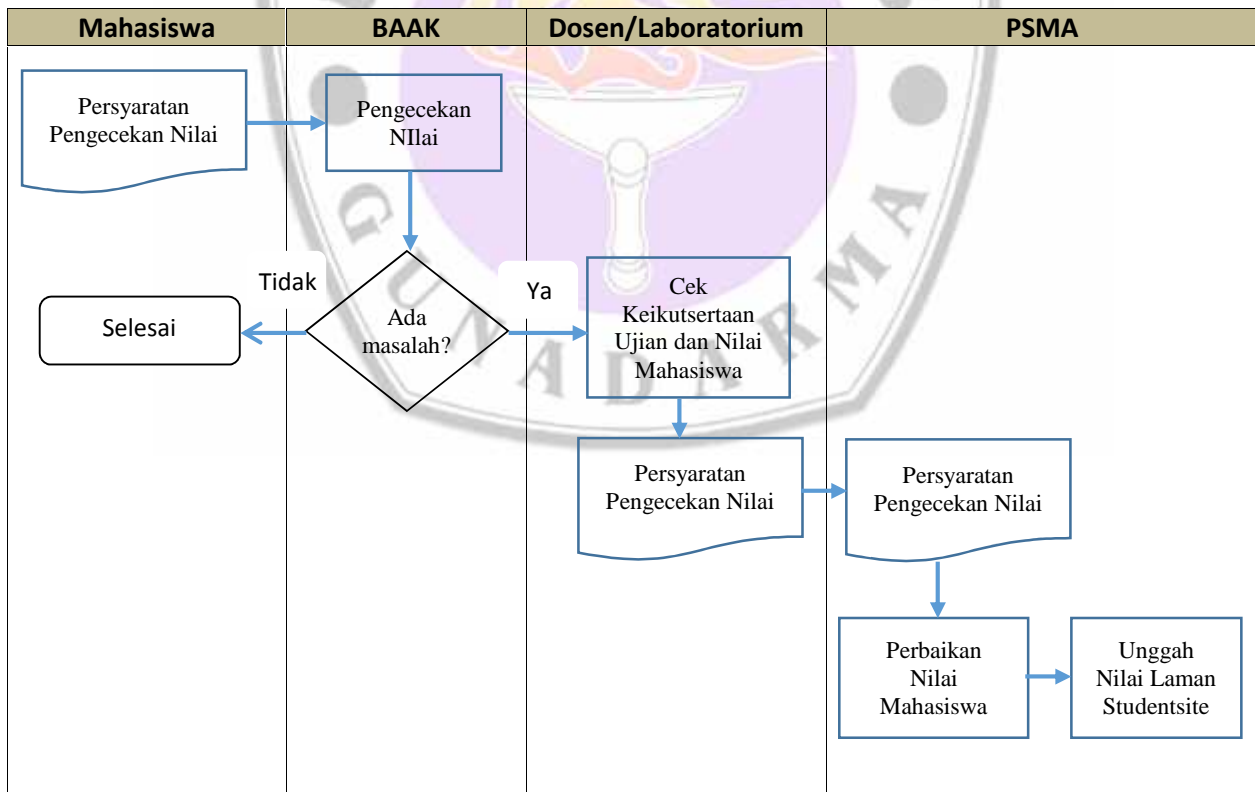 Mahasiswa
BAAK
Dosen/Laboratorium
PSMA
Persyaratan
Pengecekan Nilai
Pengecekan
NIlai
Tidak
Ya
Selesai
Ada
masalah?
Cek
Keikutsertaan
Ujian dan Nilai
Mahasiswa
Persyaratan
Pengecekan Nilai
Persyaratan
Pengecekan Nilai
Perbaikan
Nilai
Mahasiswa
Unggah
Nilai Laman
Studentsite
GUNADARMA